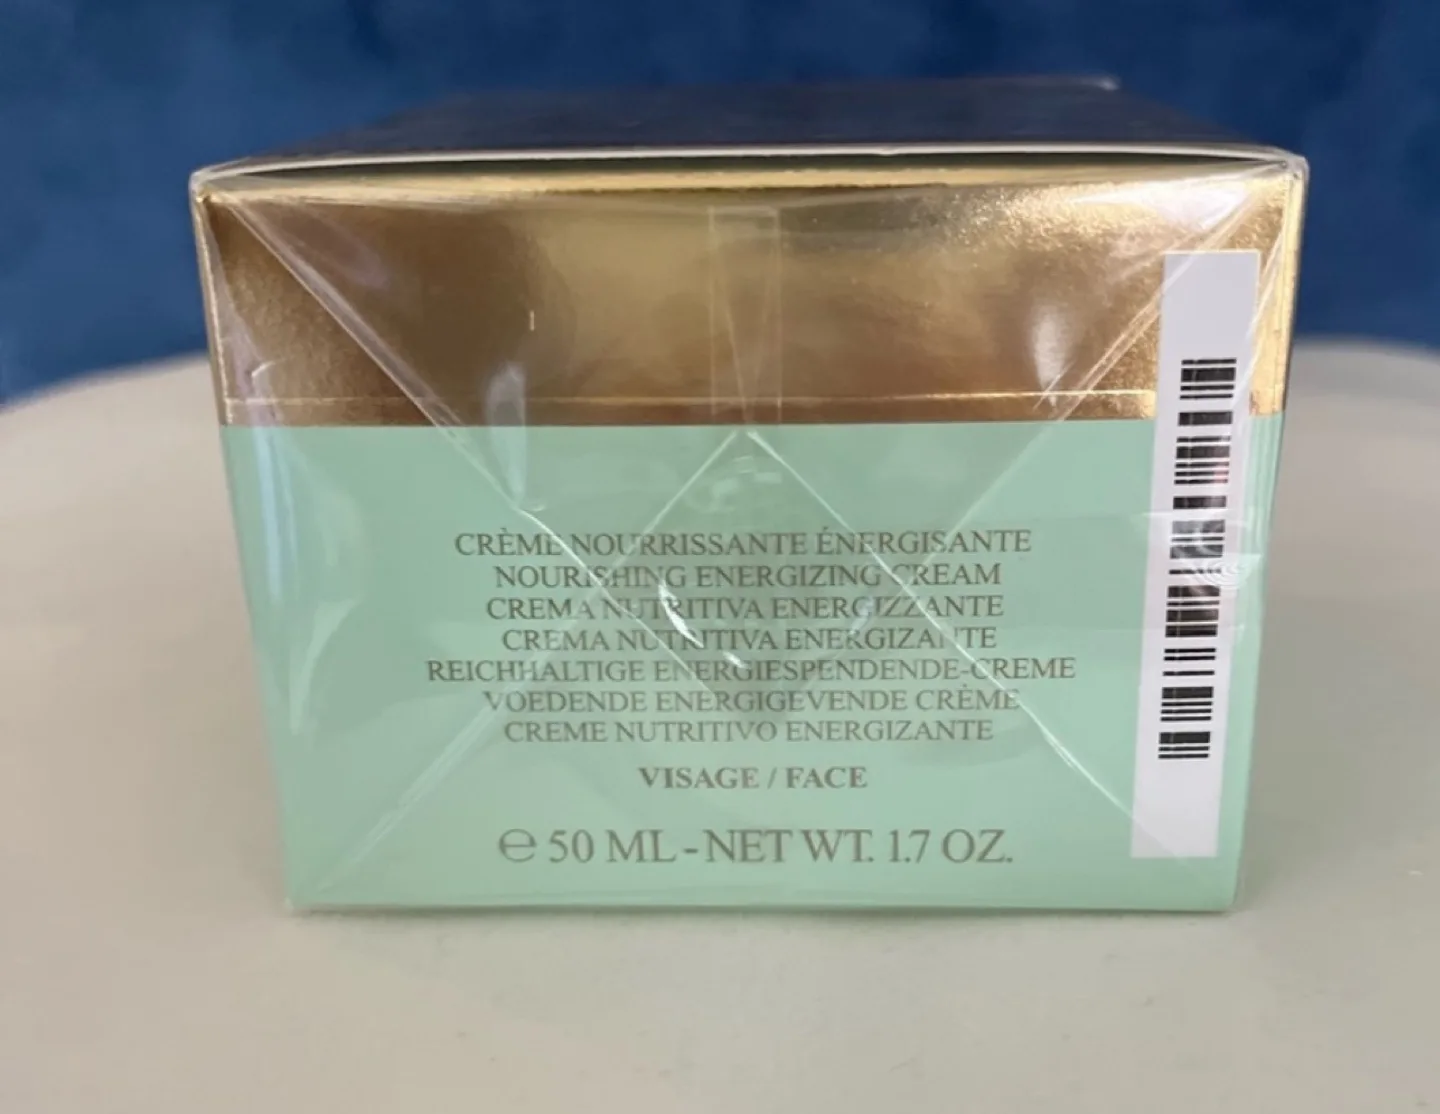 CRÈME NOURRISSANTE ÉNERGISANTE
NOURISHING ENERGIZING CREAM
CREMA NUTRITIVA ENERGIZZANTE
CREMA NUTRITIVA ENERGIZANTE
REICHHALTIGE ENERGIESPENDENDE-CREME
VOEDENDE ENERGIGEVENDE CRÈME
CREME NUTRITIVO ENERGIZANTE
VISAGE / FACE
℮ 50 ML - NET WT. 1.7 OZ.